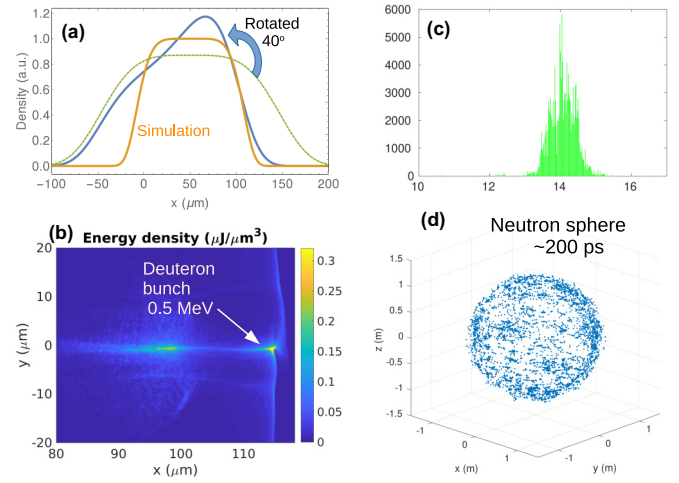 (a)
Rotated
40°
Simulation
Density (a.u.)
1.2
1.0
0.8
0.6
0.4
0.2
0.0
−100
−50
0
50
100
150
200
x (μm)
(c)
6000
5000
4000
3000
2000
1000
0
10
12
14
16
(b)
Energy density (μJ/μm³)
Deuteron
bunch
0.5 MeV
y (μm)
20
10
0
-10
-20
80
90
100
110
x (μm)
0.3
0.25
0.2
0.15
0.1
0.05
0
(d)
Neutron sphere
~200 ps
z (m)
1.5
1
0.5
0
-0.5
-1
-1.5
-1
0
1
x (m)
-1
0
1
y (m)